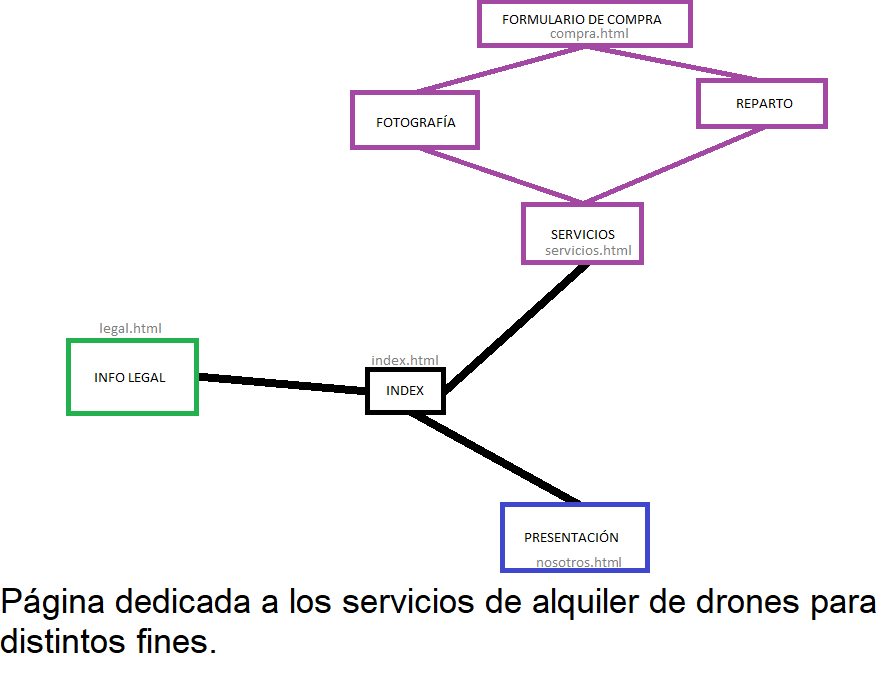 FORMULARIO DE COMPRA
compra.html
REPARTO
FOTOGRAFÍA
SERVICIOS
servicios.html
legal.html
INFO LEGAL
index.html
INDEX
PRESENTACIÓN
nosotros.html
Página dedicada a los servicios de alquiler de drones para
distintos fines.